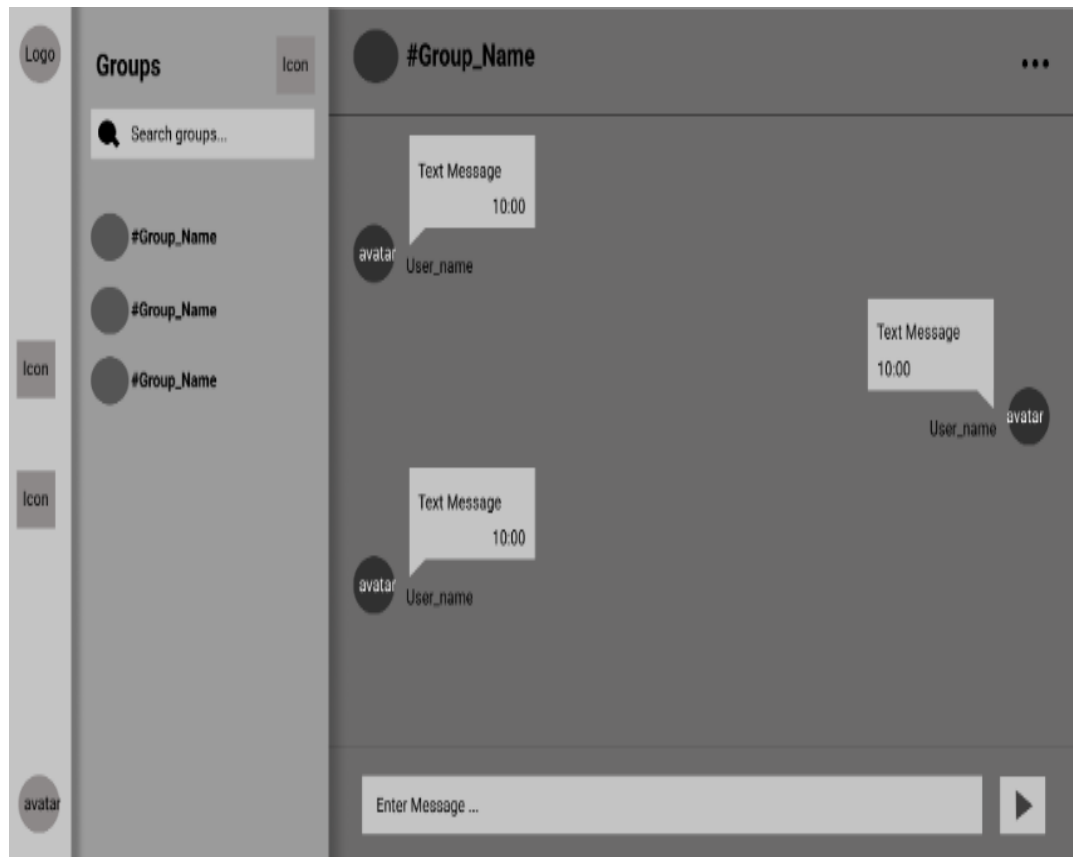 Logo
Icon
Icon
avatar
Groups
Icon
Search groups...
#Group_Name
#Group_Name
#Group_Name
#Group_Name
Text Message
10:00
avatar
User_name
Text Message
10:00
User_name
avatar
Text Message
10:00
avatar
User_name
Enter Message ...